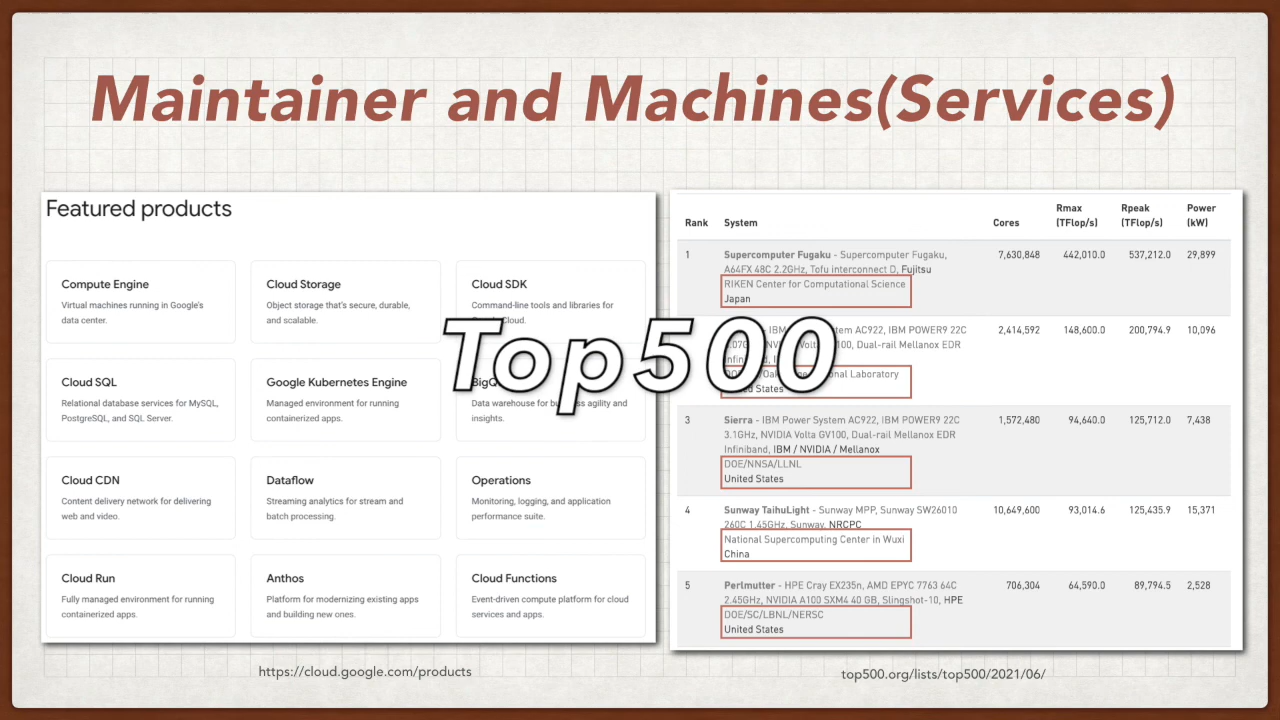 Maintainer and Machines(Services)
Featured products
Compute Engine
Virtual machines running in Google's
data center.
Cloud Storage
Object storage that's secure, durable,
and scalable.
Cloud SDK
Command-line tools and libraries for
Cloud.
Cloud SQL
Relational database services for MySQL,
PostgreSQL, and SQL Server.
Google Kubernetes Engine
Managed environment for running
containerized apps.
Data warehouse for agility and
insights.
Cloud CDN
Content delivery network for delivering
web and video.
Dataflow
Streaming analytics for stream and
batch processing.
Operations
Monitoring, logging, and application
performance suite.
Cloud Run
Fully managed environment for running
containerized apps.
Anthos
Platform for modernizing existing apps
and building new ones.
Cloud Functions
Event-driven compute platform for cloud
services and apps.
https://cloud.google.com/products
Top500
Rank System Cores Rmax (TFlop/s) Rpeak (TFlop/s) Power (kW)
1 Supercomputer Fugaku - Supercomputer Fugaku, 7,630,848 442,010.0 537,212.0 29,899
A64FX 48C 2.2GHz, Tofu interconnect D, Fujitsu
RIKEN Center for Computational Science
Japan
- IBM AC922, IBM POWER9 22C 2,414,592 148,600.0 200,794.9 10,096
Dual-rail Mellanox EDR
Laboratory
3 Sierra - IBM Power System AC922, IBM POWER9 22C 1,572,480 94,640.0 125,712.0 7,438
3.1GHz, NVIDIA Volta GV100, Dual-rail Mellanox EDR
Infiniband, IBM / NVIDIA / Mellanox
DOE/NNSA/LLNL
United States
4 Sunway TaihuLight - Sunway MPP, Sunway SW26010 10,649,600 93,014.6 125,435.9 15,371
260C 1.45GHz, Sunway, NRCPC
National Supercomputing Center in Wuxi
China
5 Perlmutter - HPE Cray EX235n, AMD EPYC 7763 64C 706,304 64,590.0 89,794.5 2,528
2.45GHz, NVIDIA A100 SXM4 40 GB, Slingshot-10, HPE
DOE/SC/LBNL/NERSC
United States
top500.org/lists/top500/2021/06/